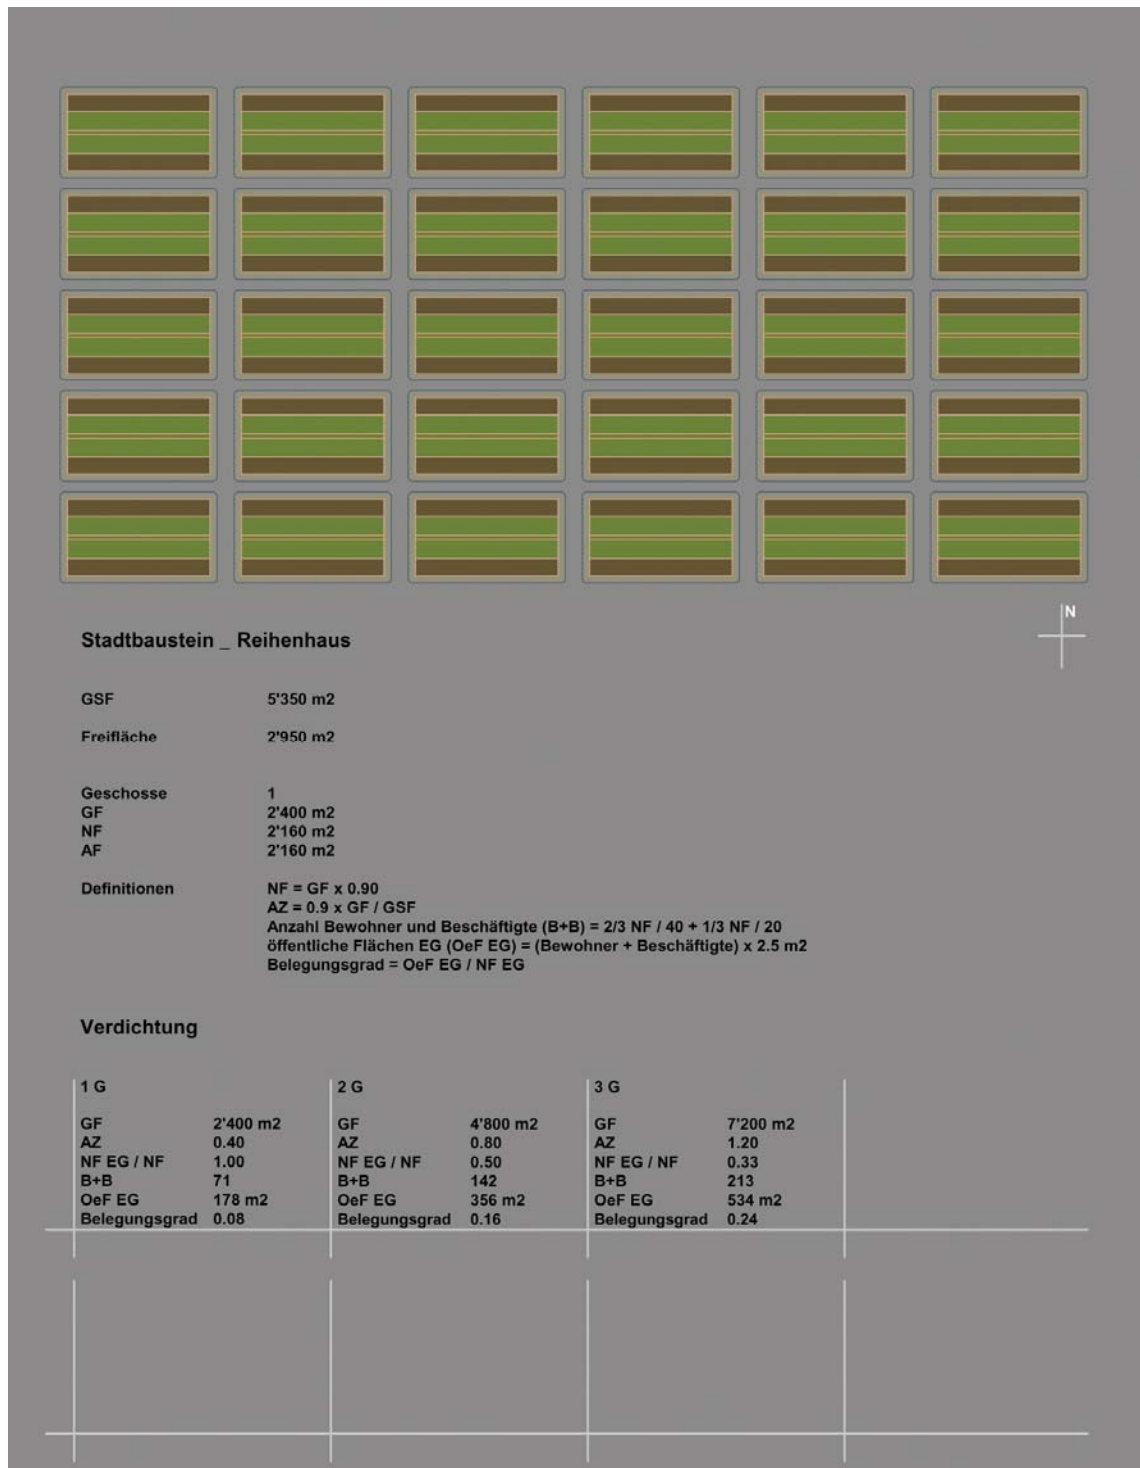 N
Stadtbaustein _ Reihenhaus
GSF 5'350 m2
Freifläche 2'950 m2
Geschosse 1
GF 2'400 m2
NF 2'160 m2
AF 2'160 m2
Definitionen NF = GF x 0.90
AZ = 0.9 x GF / GSF
Anzahl Bewohner und Beschäftigte (B+B) = 2/3 NF / 40 + 1/3 NF / 20
öffentliche Flächen EG (OeF EG) = (Bewohner + Beschäftigte) x 2.5 m2
Belegungsgrad = OeF EG / NF EG
Verdichtung
1 G 2 G 3 G
GF 2'400 m2 GF 4'800 m2 GF 7'200 m2
AZ 0.40 AZ 0.80 AZ 1.20
NF EG / NF 1.00 NF EG / NF 0.50 NF EG / NF 0.33
B+B 71 B+B 142 B+B 213
OeF EG 178 m2 OeF EG 356 m2 OeF EG 534 m2
Belegungsgrad 0.08 Belegungsgrad 0.16 Belegungsgrad 0.24